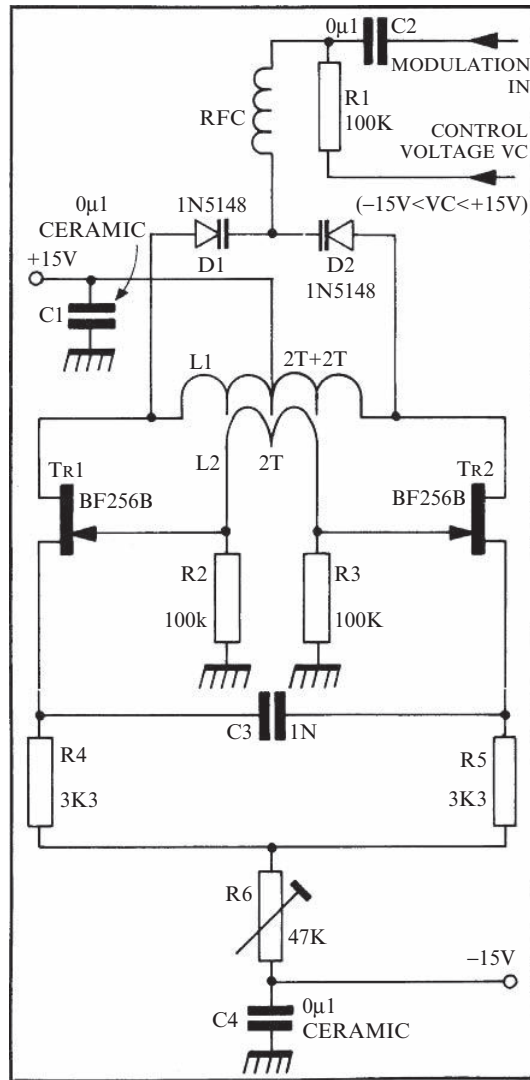 0µ1 C2
MODULATION
IN
R1
100K
RFC
CONTROL
VOLTAGE VC
(–15V<VC<+15V)
0µ1
CERAMIC
1N5148
+15V
D1
D2
1N5148
C1
L1
2T+2T
L2
2T
TR1
BF256B
TR2
BF256B
R2
100k
R3
100K
C3
1N
R4
3K3
R5
3K3
R6
47K
–15V
C4
0µ1
CERAMIC